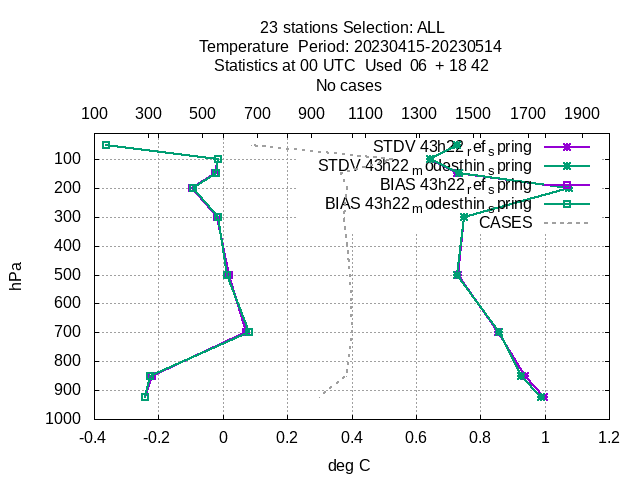 23 stations Selection: ALL
Temperature Period: 20230415-20230514
Statistics at 00 UTC Used 06 + 18 42
No cases
100 300 500 700 900 1100 1300 1500 1700 1900
STDV 43h22_ref_spring
STDV 43h22_modesthin_spring
BIAS 43h22_ref_spring
BIAS 43h22_modesthin_spring
CASES
100
200
300
400
500
600
700
800
900
1000
hPa
-0.4 -0.2 0 0.2 0.4 0.6 0.8 1 1.2
deg C